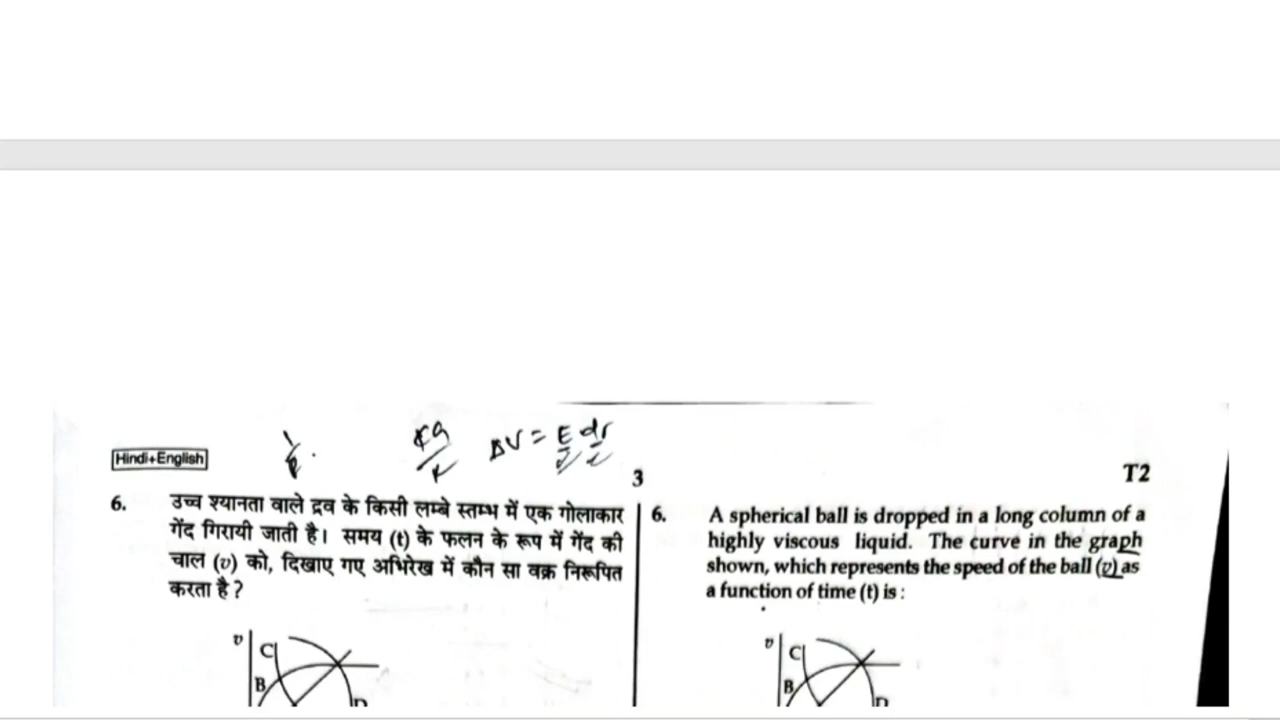 ΔV = E dr
Hindi+English
3
T2
6. उच्च श्यानता वाले द्रव के किसी लम्बे स्तम्भ में एक गोलाकार
गेंद गिरायी जाती है। समय (t) के फलन के रूप में गेंद की
चाल (v) को, दिखाए गए अभिरेख में कौन सा वक्र निरूपित
करता है ?
v
C
B
D
6. A spherical ball is dropped in a long column of a
highly viscous liquid. The curve in the graph
shown, which represents the speed of the ball (v) as
a function of time (t) is :
v
C
B
D